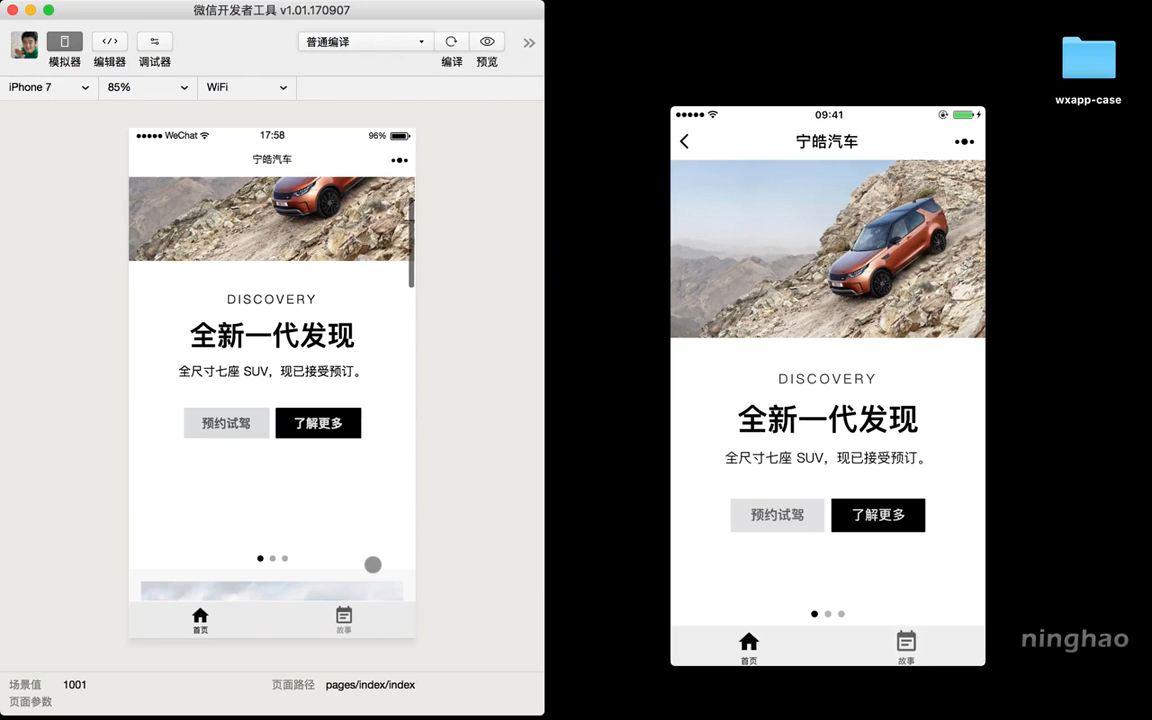 微信开发者工具 v1.01.170907
模拟器 编辑器 调试器
普通编译
编译 预览
iPhone 7 85% WiFi
WeChat 17:58 96%
宁皓汽车
DISCOVERY
全新一代发现
全尺寸七座 SUV，现已接受预订。
预约试驾 了解更多
首页 故事
场景值 1001
页面路径 pages/index/index
页面参数
09:41
宁皓汽车
DISCOVERY
全新一代发现
全尺寸七座 SUV，现已接受预订。
预约试驾 了解更多
首页 故事
wxapp-case
ninghao